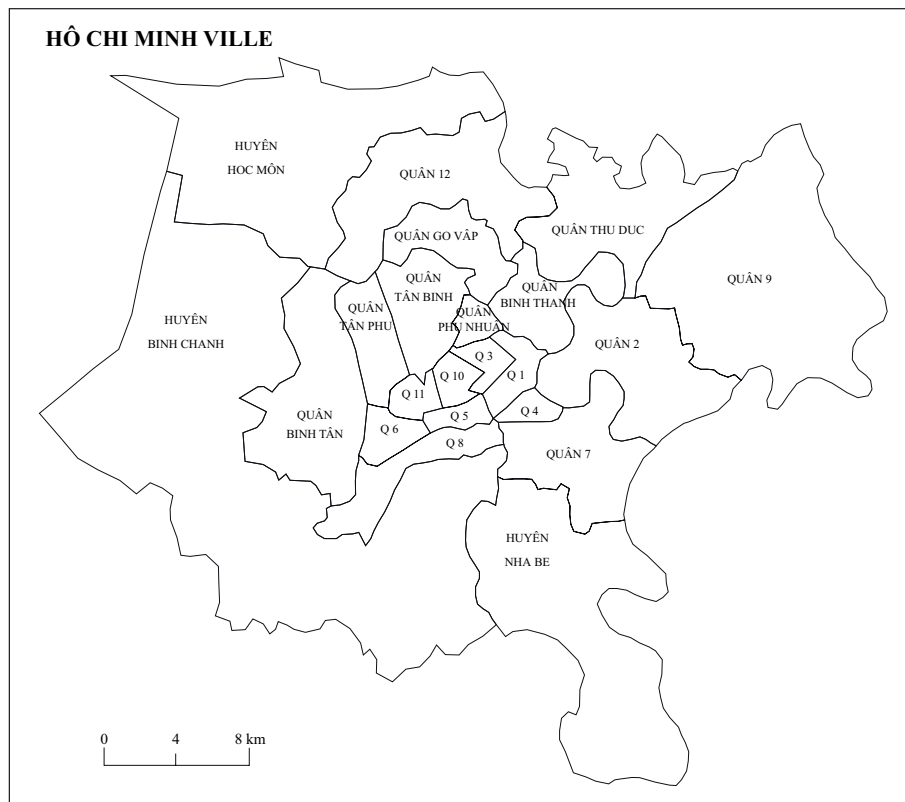 HÔ CHI MINH VILLE
HUYÊN
HOC MÔN
QUÂN 12
QUÂN GO VÂP
QUÂN THU DUC
QUÂN 9
QUÂN
TÂN BINH
QUÂN
BINH THANH
QUÂN
TÂN PHU
QUÂN
PHU NHUÂN
HUYÊN
BINH CHANH
QUÂN 2
Q 3
Q 1
Q 10
Q 11
Q 4
Q 5
Q 6
Q 8
QUÂN
BINH TÂN
QUÂN 7
HUYÊN
NHA BE
0 4 8 km